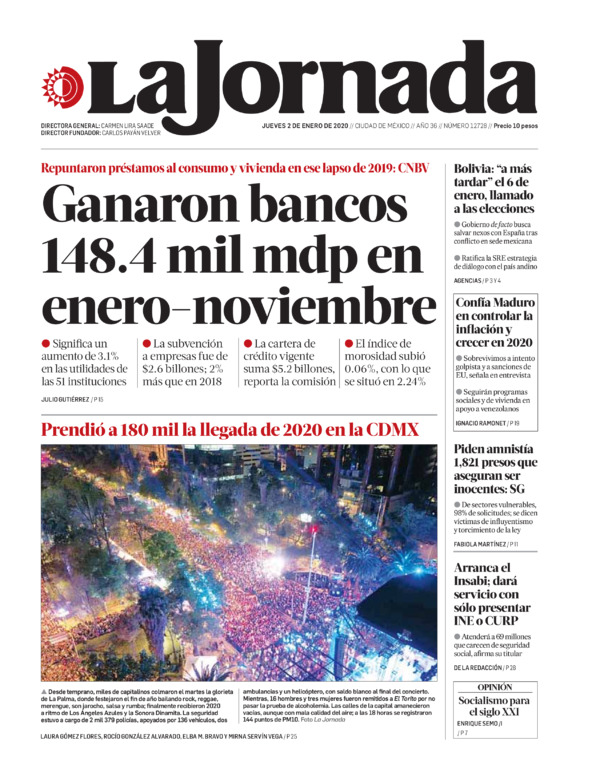 La Jornada
DIRECTORA GENERAL: CARMEN LIRA SAADE
DIRECTOR FUNDADOR: CARLOS PAYÁN VELVER
JUEVES 2 DE ENERO DE 2020 // CIUDAD DE MÉXICO // AÑO 36 // NÚMERO 12728 // Precio 10 pesos
Repuntaron préstamos al consumo y vivienda en ese lapso de 2019: CNBV
Ganaron bancos
148.4 mil mdp en
enero–noviembre
● Significa un
aumento de 3.1%
en las utilidades de
las 51 instituciones
● La subvención
a empresas fue de
$2.6 billones; 2%
más que en 2018
● La cartera de
crédito vigente
suma $5.2 billones,
reporta la comisión
● El índice de
morosidad subió
0.06%, con lo que
se situó en 2.24%
JULIO GUTIÉRREZ / P 16
Prendió a 180 mil la llegada de 2020 en la CDMX
▲ Desde temprano, miles de capitalinos colmaron el martes la glorieta
de La Palma, donde festejaron el fin de año bailando rock, reggae,
merengue, son jarocho, salsa y rumba; finalmente recibieron 2020
a ritmo de Los Ángeles Azules y la Sonora Dinamita. La seguridad
estuvo a cargo de 2 mil 379 policías, apoyados por 136 vehículos, dos
ambulancias y un helicóptero, con saldo blanco al final del concierto.
Mientras, 16 hombres y tres mujeres fueron remitidos a El Torito por no
pasar la prueba de alcoholemia. Las calles de la capital amanecieron
vacías, aunque con mala calidad del aire; a las 18 horas se registraron
144 puntos de PM10. Foto La Jornada
LAURA GÓMEZ FLORES, ROCÍO GONZÁLEZ ALVARADO, ELBA M. BRAVO Y MIRNA SERVÍN VEGA / P 25
Bolivia: “a más
tardar” el 6 de
enero, llamado
a las elecciones
● Gobierno de facto busca
salvar nexos con España tras
conflicto en sede mexicana
● Ratifica la SRE estrategia
de diálogo con el país andino
AGENCIAS / P 3 Y 4
Confía Maduro
en controlar la
inflación y
crecer en 2020
● Sobrevivimos a intento
golpista y a sanciones de
EU, señala en entrevista
● Seguirán programas
sociales y de vivienda en
apoyo a venezolanos
IGNACIO RAMONET / P 19
Piden amnistía
1,821 presos que
aseguran ser
inocentes: SG
● De sectores vulnerables,
98% de solicitudes; se dicen
víctimas de influyentismo
y torcimiento de la ley
FABIOLA MARTÍNEZ / P 11
Arranca el
Insabi; dará
servicio con
sólo presentar
INE o CURP
● Atenderá a 69 millones
que carecen de seguridad
social, afirma su titular
DE LA REDACCIÓN / P 28
OPINIÓN
Socialismo para
el siglo XXI
ENRIQUE SEMO /I
/ P 7